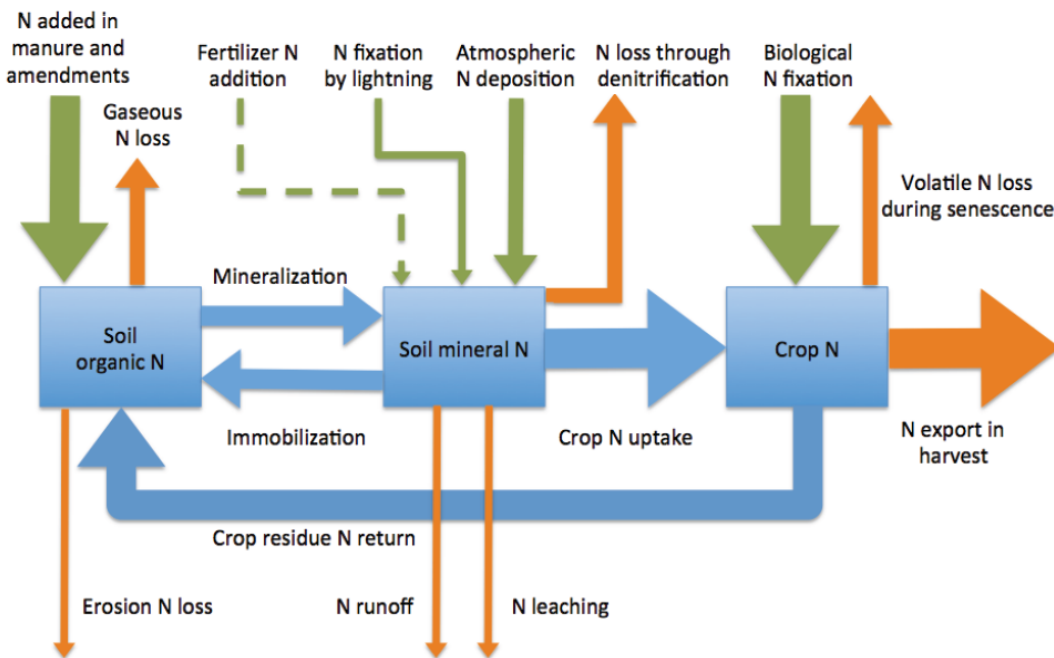 N added in
manure and
amendments
Gaseous
N loss
Fertilizer N
addition
N fixation
by lightning
Atmospheric
N deposition
N loss through
denitrification
Biological
N fixation
Volatile N loss
during senescence
Mineralization
Soil
organic N
Soil mineral N
Crop N
Immobilization
Crop N uptake
N export in
harvest
Crop residue N return
Erosion N loss
N runoff
N leaching